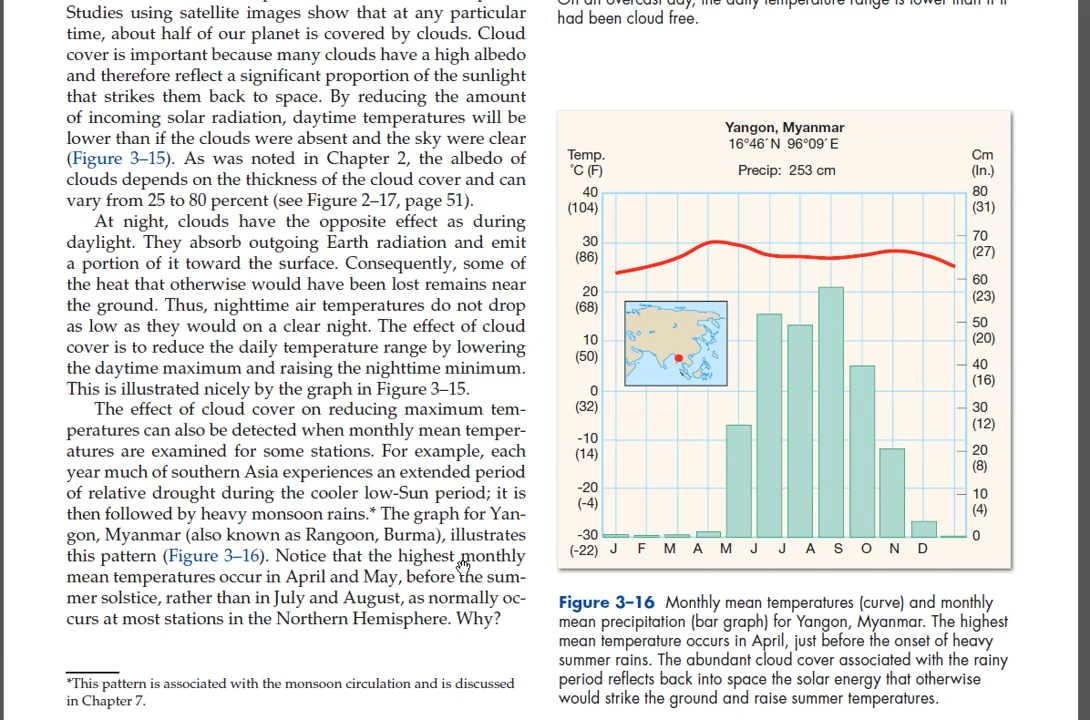 Studies using satellite images show that at any particular
time, about half of our planet is covered by clouds. Cloud
cover is important because many clouds have a high albedo
and therefore reflect a significant proportion of the sunlight
that strikes them back to space. By reducing the amount
of incoming solar radiation, daytime temperatures will be
lower than if the clouds were absent and the sky were clear
(Figure 3–15). As was noted in Chapter 2, the albedo of
clouds depends on the thickness of the cloud cover and can
vary from 25 to 80 percent (see Figure 2–17, page 51).
At night, clouds have the opposite effect as during
daylight. They absorb outgoing Earth radiation and emit
a portion of it toward the surface. Consequently, some of
the heat that otherwise would have been lost remains near
the ground. Thus, nighttime air temperatures do not drop
as low as they would on a clear night. The effect of cloud
cover is to reduce the daily temperature range by lowering
the daytime maximum and raising the nighttime minimum.
This is illustrated nicely by the graph in Figure 3–15.
The effect of cloud cover on reducing maximum tem-
peratures can also be detected when monthly mean temper-
atures are examined for some stations. For example, each
year much of southern Asia experiences an extended period
of relative drought during the cooler low-Sun period; it is
then followed by heavy monsoon rains.* The graph for Yan-
gon, Myanmar (also known as Rangoon, Burma), illustrates
this pattern (Figure 3–16). Notice that the highest monthly
mean temperatures occur in April and May, before the sum-
mer solstice, rather than in July and August, as normally oc-
curs at most stations in the Northern Hemisphere. Why?
*This pattern is associated with the monsoon circulation and is discussed
in Chapter 7.
On an overcast day, the daily temperature range is lower than if it
had been cloud free.
Yangon, Myanmar
16°46′ N 96°09′ E
Precip: 253 cm
Temp.
°C (F)
40
(104)
30
(86)
20
(68)
10
(50)
0
(32)
-10
(14)
-20
(-4)
-30
(-22)
Cm
(In.)
80
(31)
70
(27)
60
(23)
50
(20)
40
(16)
30
(12)
20
(8)
10
(4)
0
J F M A M J J A S O N D
Figure 3–16 Monthly mean temperatures (curve) and monthly
mean precipitation (bar graph) for Yangon, Myanmar. The highest
mean temperature occurs in April, just before the onset of heavy
summer rains. The abundant cloud cover associated with the rainy
period reflects back into space the solar energy that otherwise
would strike the ground and raise summer temperatures.